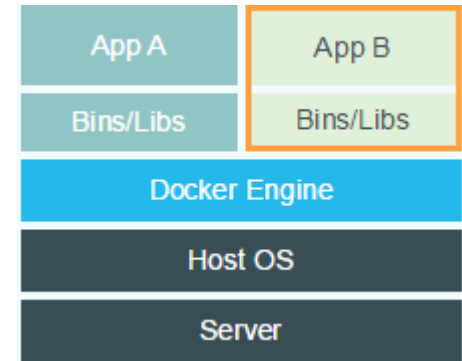 App A
App B
Bins/Libs
Bins/Libs
Docker Engine
Host OS
Server